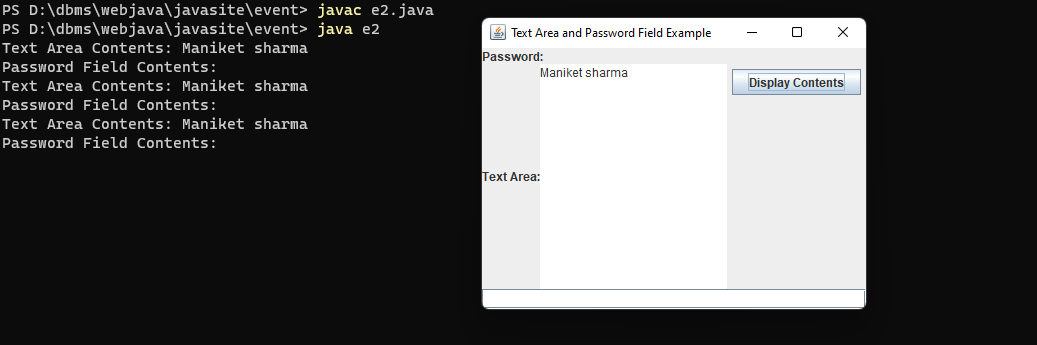 PS D:\dbms\webjava\javasite\event> javac e2.java
PS D:\dbms\webjava\javasite\event> java e2
Text Area Contents: Maniket sharma
Password Field Contents:
Text Area Contents: Maniket sharma
Password Field Contents:
Text Area Contents: Maniket sharma
Password Field Contents:
Text Area and Password Field Example
Password:
Maniket sharma
Display Contents
Text Area: